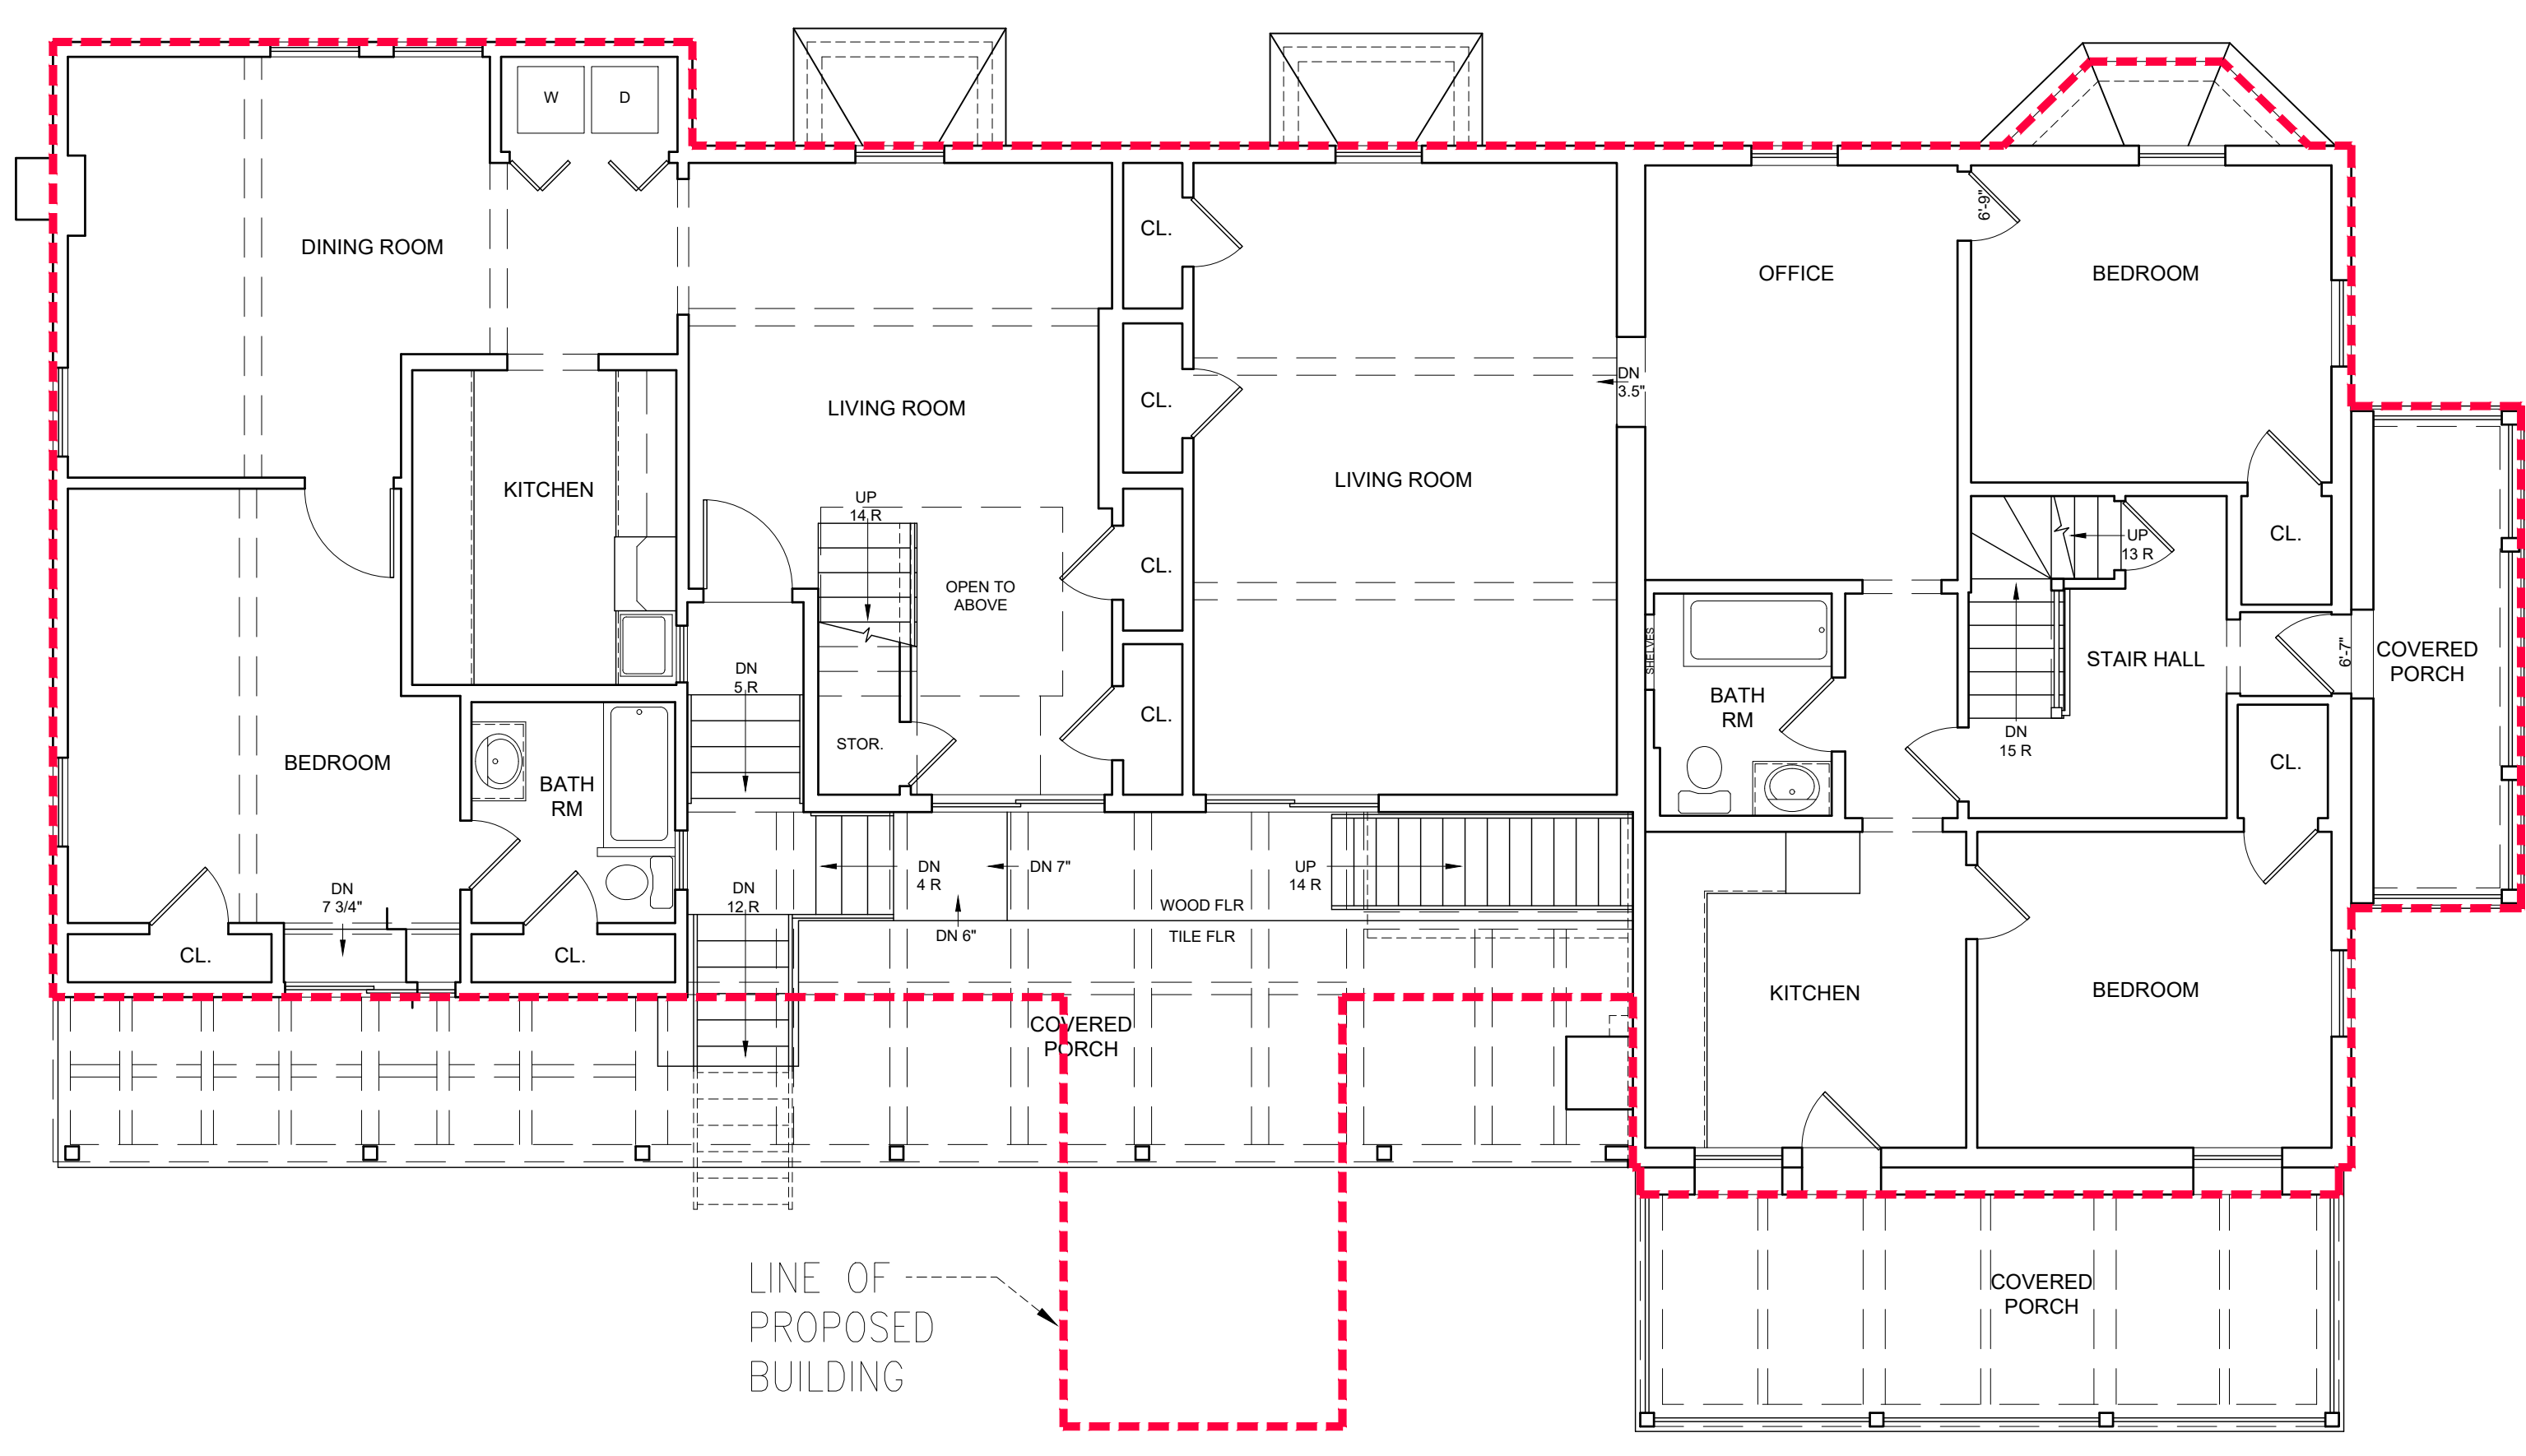 W
D
DINING ROOM
CL.
6'-9"
OFFICE
BEDROOM
LIVING ROOM
DN
3.5"
CL.
KITCHEN
LIVING ROOM
UP
14 R
UP
13 R
CL.
CL.
OPEN TO
ABOVE
SHELVES
STAIR HALL
6'-7"
COVERED
PORCH
DN
5 R
BATH
RM
CL.
STOR.
DN
15 R
BEDROOM
BATH
RM
CL.
DN
7 3/4"
DN
12 R
DN
4 R
DN 7"
UP
14 R
WOOD FLR
DN 6"
TILE FLR
CL.
CL.
KITCHEN
BEDROOM
COVERED
PORCH
LINE OF
PROPOSED
BUILDING
COVERED
PORCH